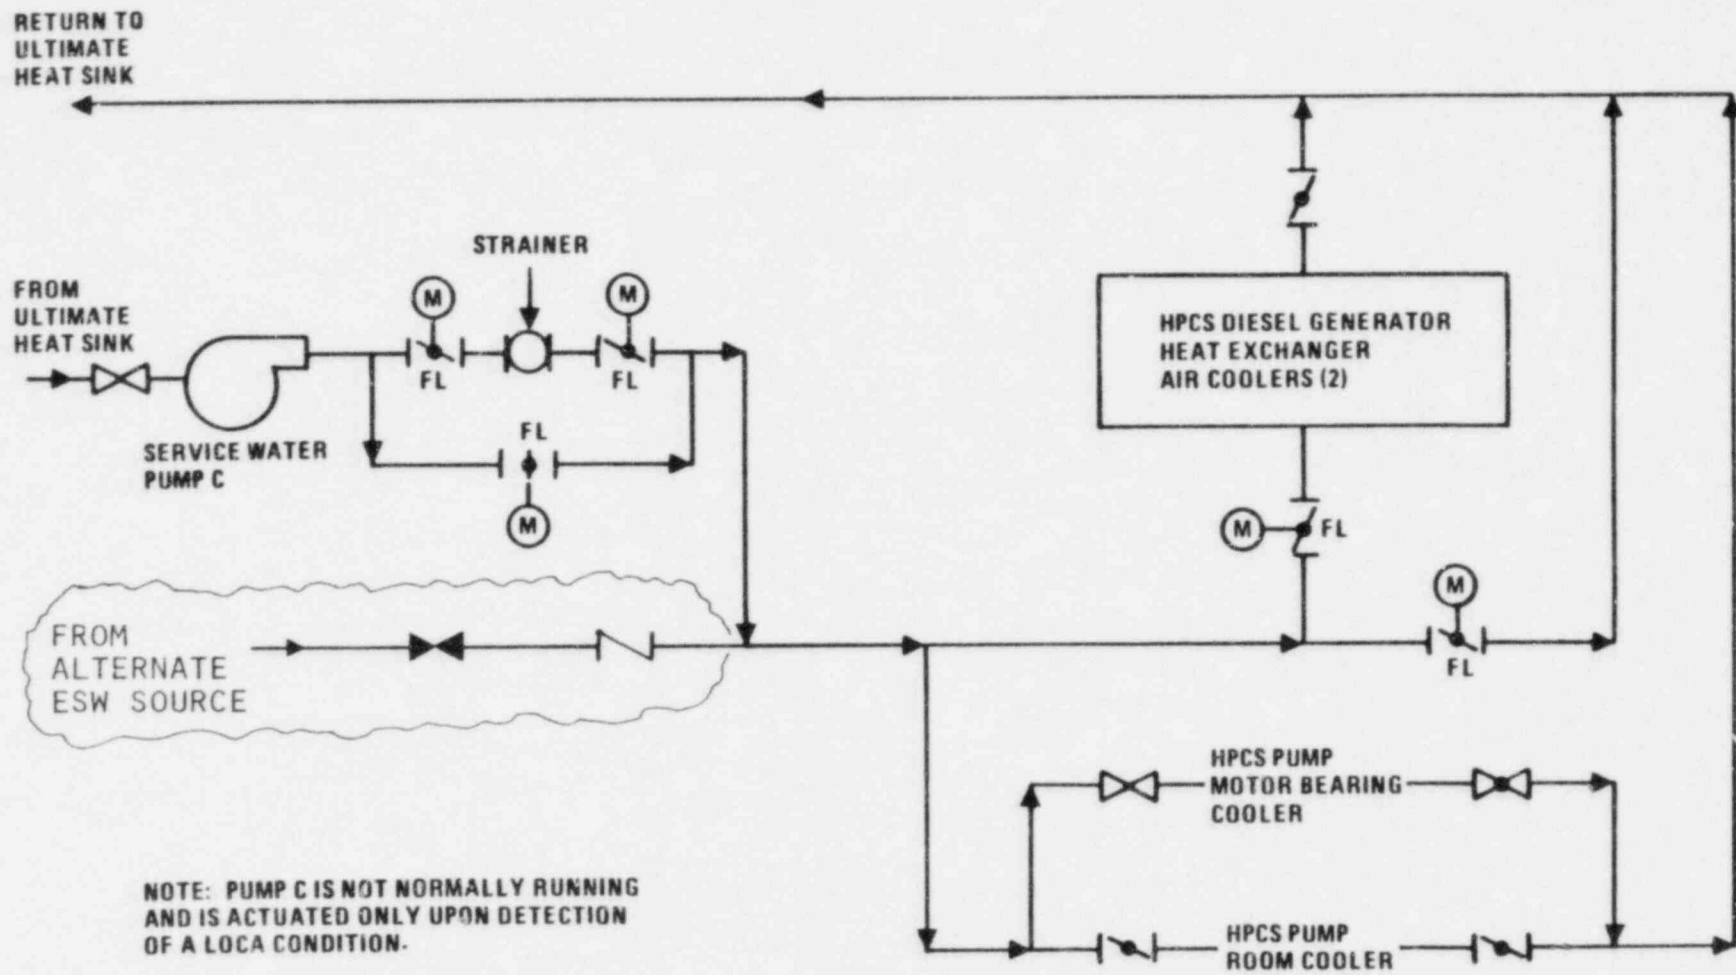 RETURN TO
ULTIMATE
HEAT SINK
STRAINER
FROM
ULTIMATE
HEAT SINK
M
M
FL
FL
SERVICE WATER
PUMP C
FL
M
HPCS DIESEL GENERATOR
HEAT EXCHANGER
AIR COOLERS (2)
M
FL
M
FL
FROM
ALTERNATE
ESW SOURCE
HPCS PUMP
MOTOR BEARING
COOLER
NOTE: PUMP C IS NOT NORMALLY RUNNING
AND IS ACTUATED ONLY UPON DETECTION
OF A LOCA CONDITION.
HPCS PUMP
ROOM COOLER